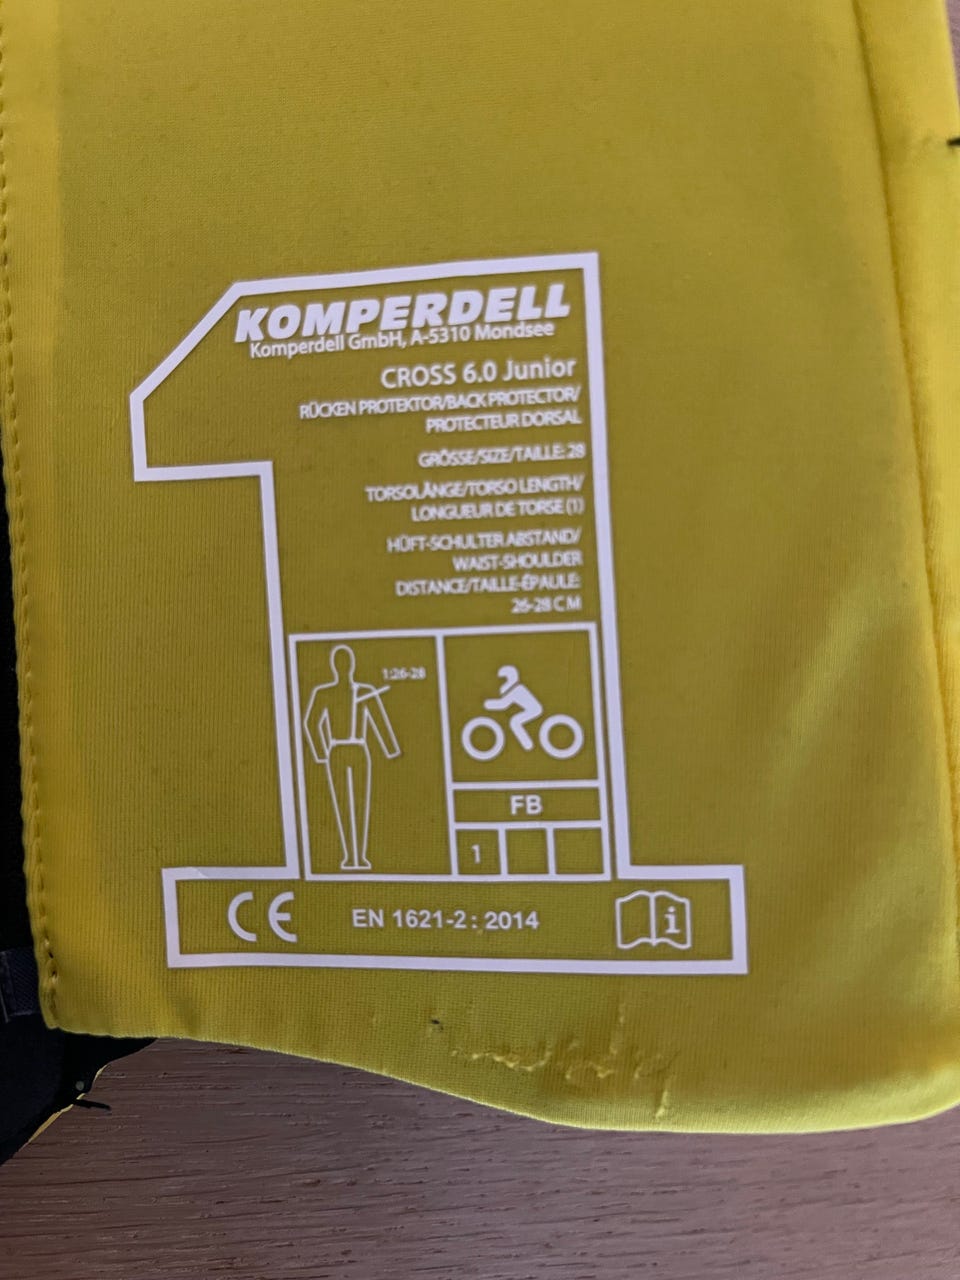 KOMPERDELL
Komperdell GmbH, A-5310 Mondsee
CROSS 6.0 Junior
RÜCKEN PROTEKTOR/BACK PROTECTOR/
PROTECTEUR DORSAL
GRÖSSE/SIZE/TAILLE: 28
TORSOLÄNGE/TORSO LENGTH/
LONGUEUR DE TORSE (1)
HÜFT-SCHULTER ABSTAND/
WAIST-SHOULDER
DISTANCE/TAILLE-ÉPAULE:
26-28 CM
1:26-28
FB
1
CE
EN 1621-2: 2014
i